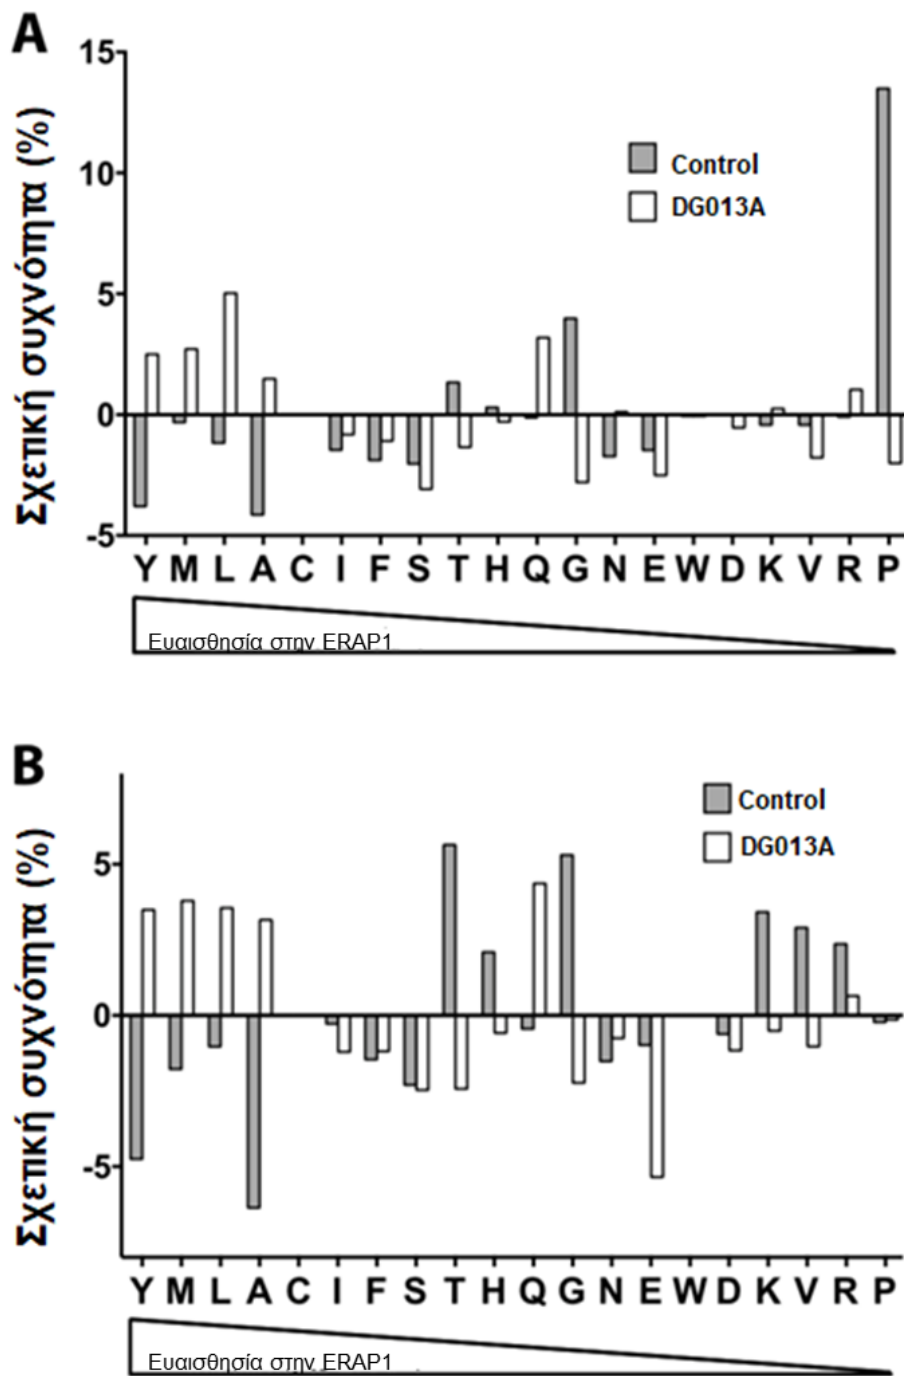 A
Σχετική συχνότητα (%)
15
10
5
0
-5
Control
DG013A
Y M L A C I F S T H Q G N E W D K V R P
Ευαισθησία στην ERAP1
B
Σχετική συχνότητα (%)
5
0
-5
Control
DG013A
Y M L A C I F S T H Q G N E W D K V R P
Ευαισθησία στην ERAP1